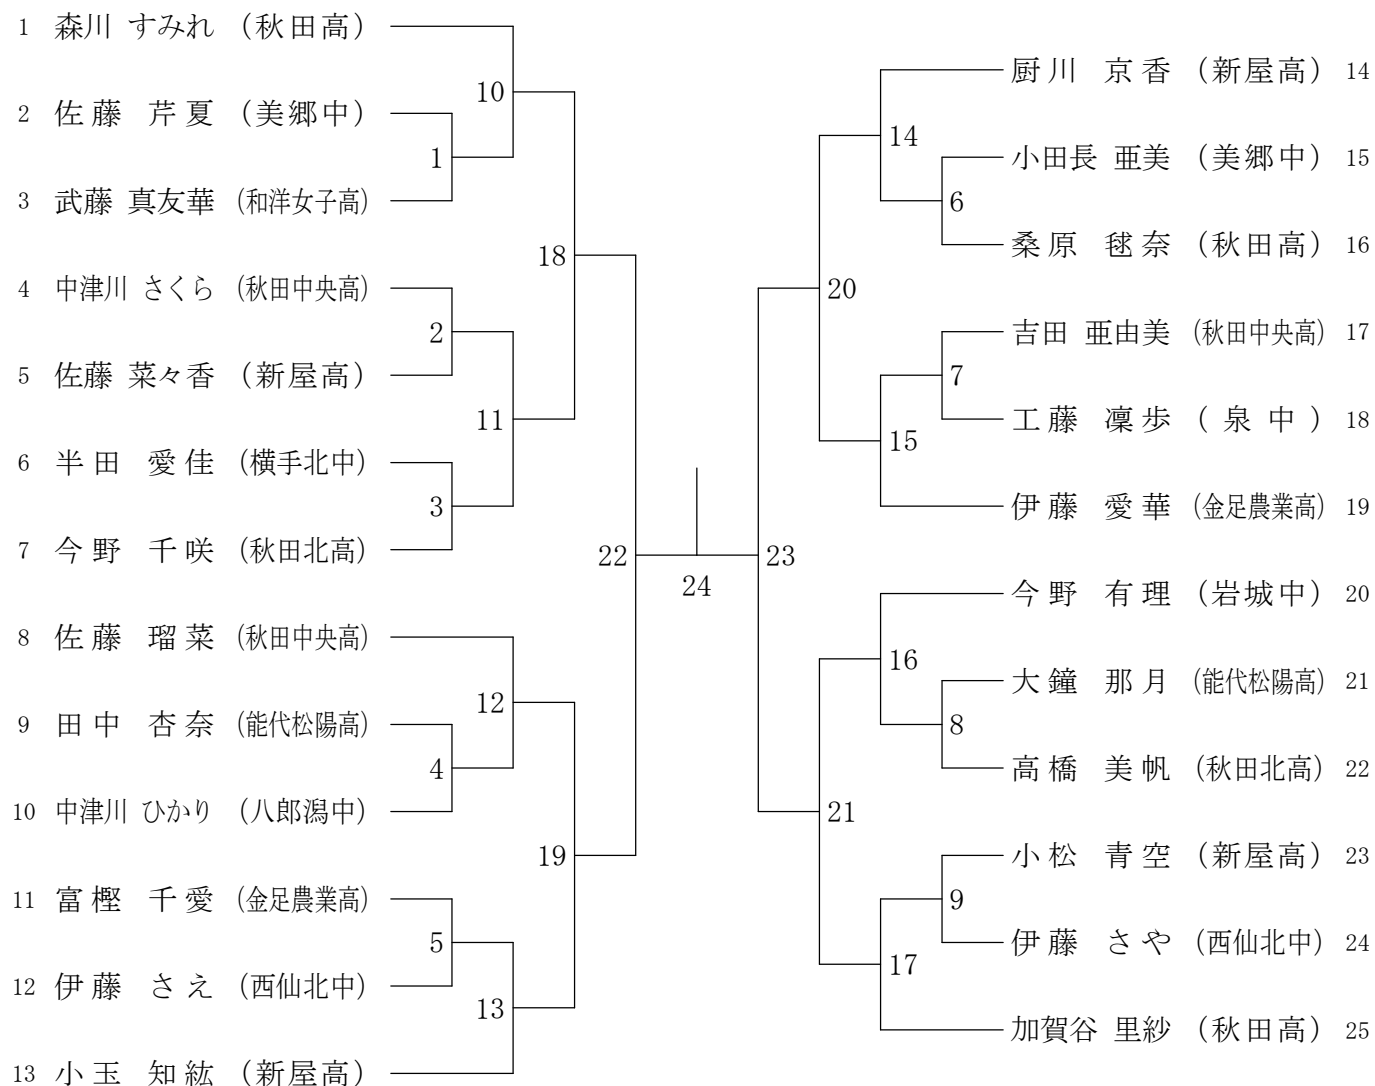 1 森川 すみれ (秋田高)
2 佐藤 芹夏 (美郷中)
3 武藤 真友華 (和洋女子高)
4 中津川 さくら (秋田中央高)
5 佐藤 菜々香 (新屋高)
6 半田 愛佳 (横手北中)
7 今野 千咲 (秋田北高)
8 佐藤 瑠菜 (秋田中央高)
9 田中 杏奈 (能代松陽高)
10 中津川 ひかり (八郎潟中)
11 富樫 千愛 (金足農業高)
12 伊藤 さえ (西仙北中)
13 小玉 知紘 (新屋高)
1
2
3
4
5
10
11
12
13
18
19
22
24
23
20
21
14
15
16
17
6
7
8
9
厨川 京香 (新屋高) 14
小田長 亜美 (美郷中) 15
桑原 毬奈 (秋田高) 16
吉田 亜由美 (秋田中央高) 17
工藤 凜歩 (泉中) 18
伊藤 愛華 (金足農業高) 19
今野 有理 (岩城中) 20
大鐘 那月 (能代松陽高) 21
高橋 美帆 (秋田北高) 22
小松 青空 (新屋高) 23
伊藤 さや (西仙北中) 24
加賀谷 里紗 (秋田高) 25